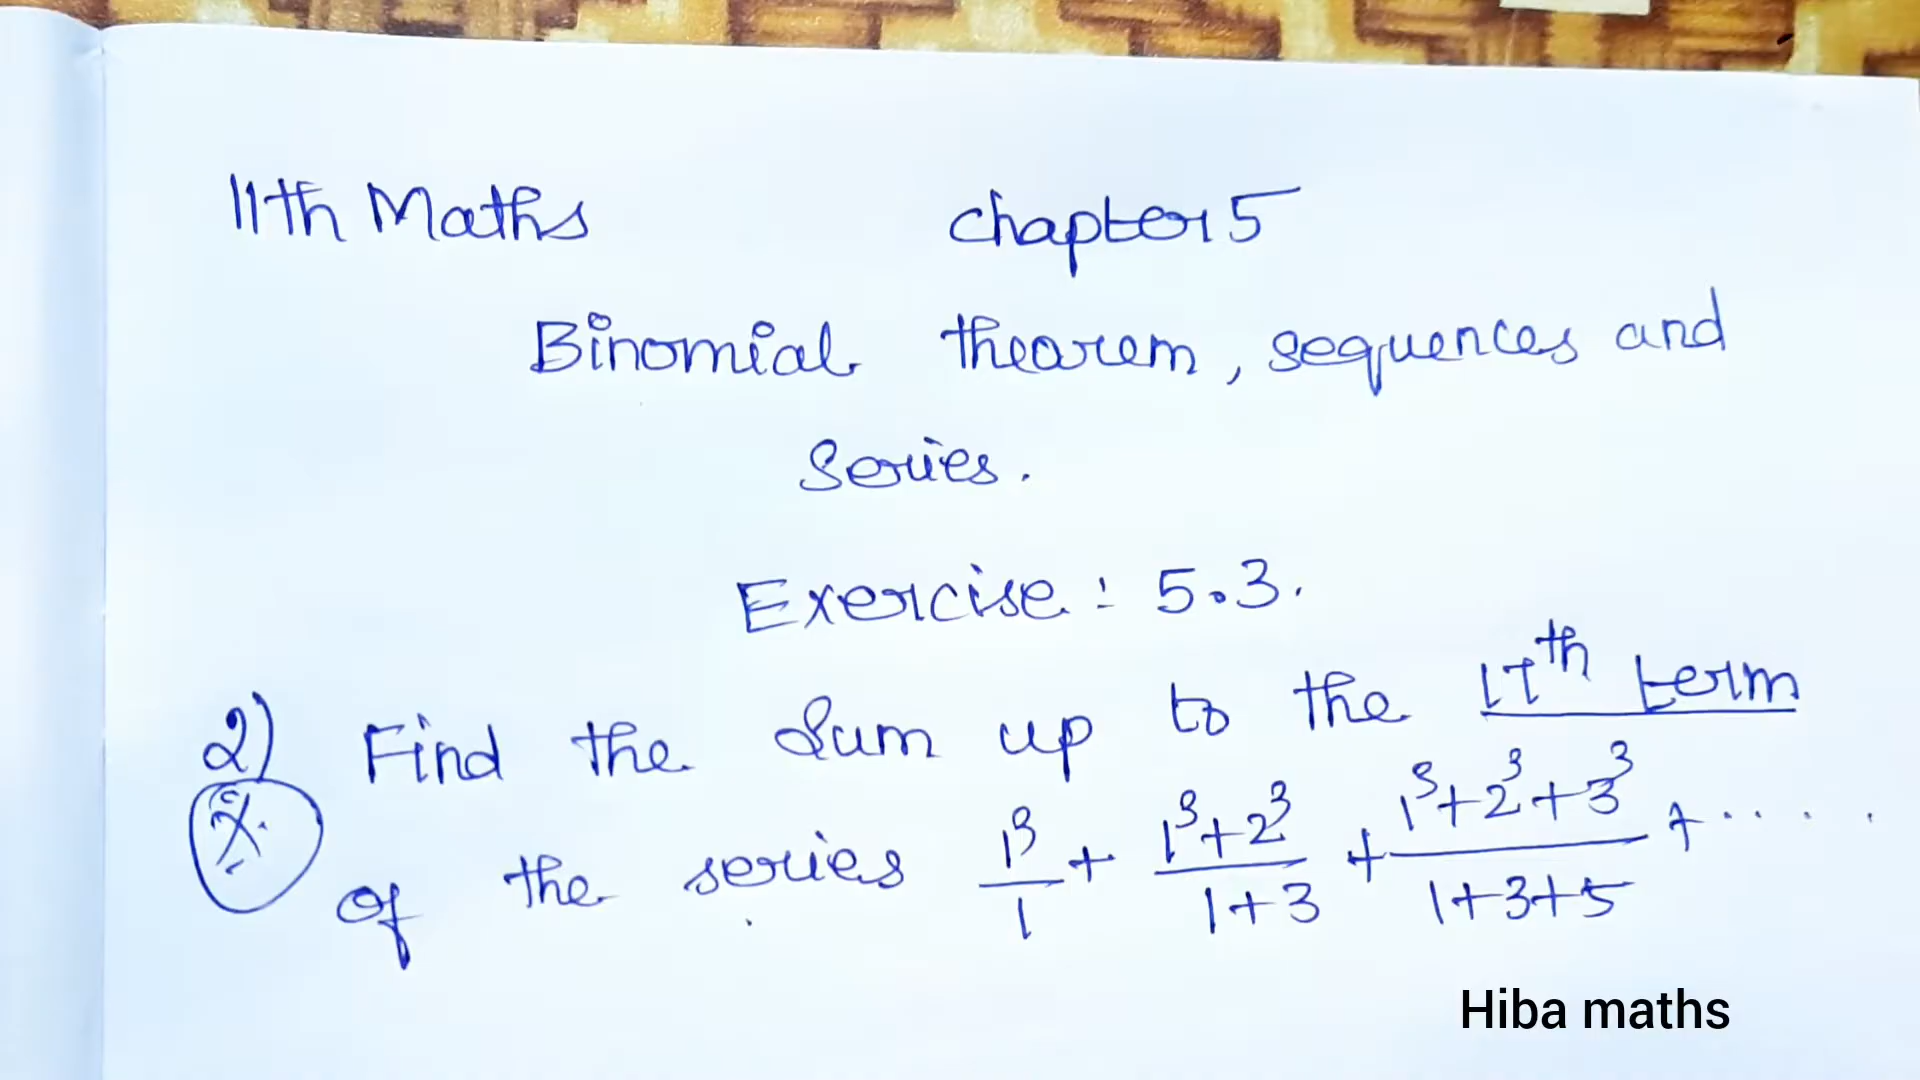 11th Maths chapter 5
Binomial thearem, sequences and
Series.
Exercise : 5.3.
2) Find the sum up to the 17th term
of the series 1³/1 + 1³+2³/1+3 + 1³+2³+3³/1+3+5 + .....
Hiba maths